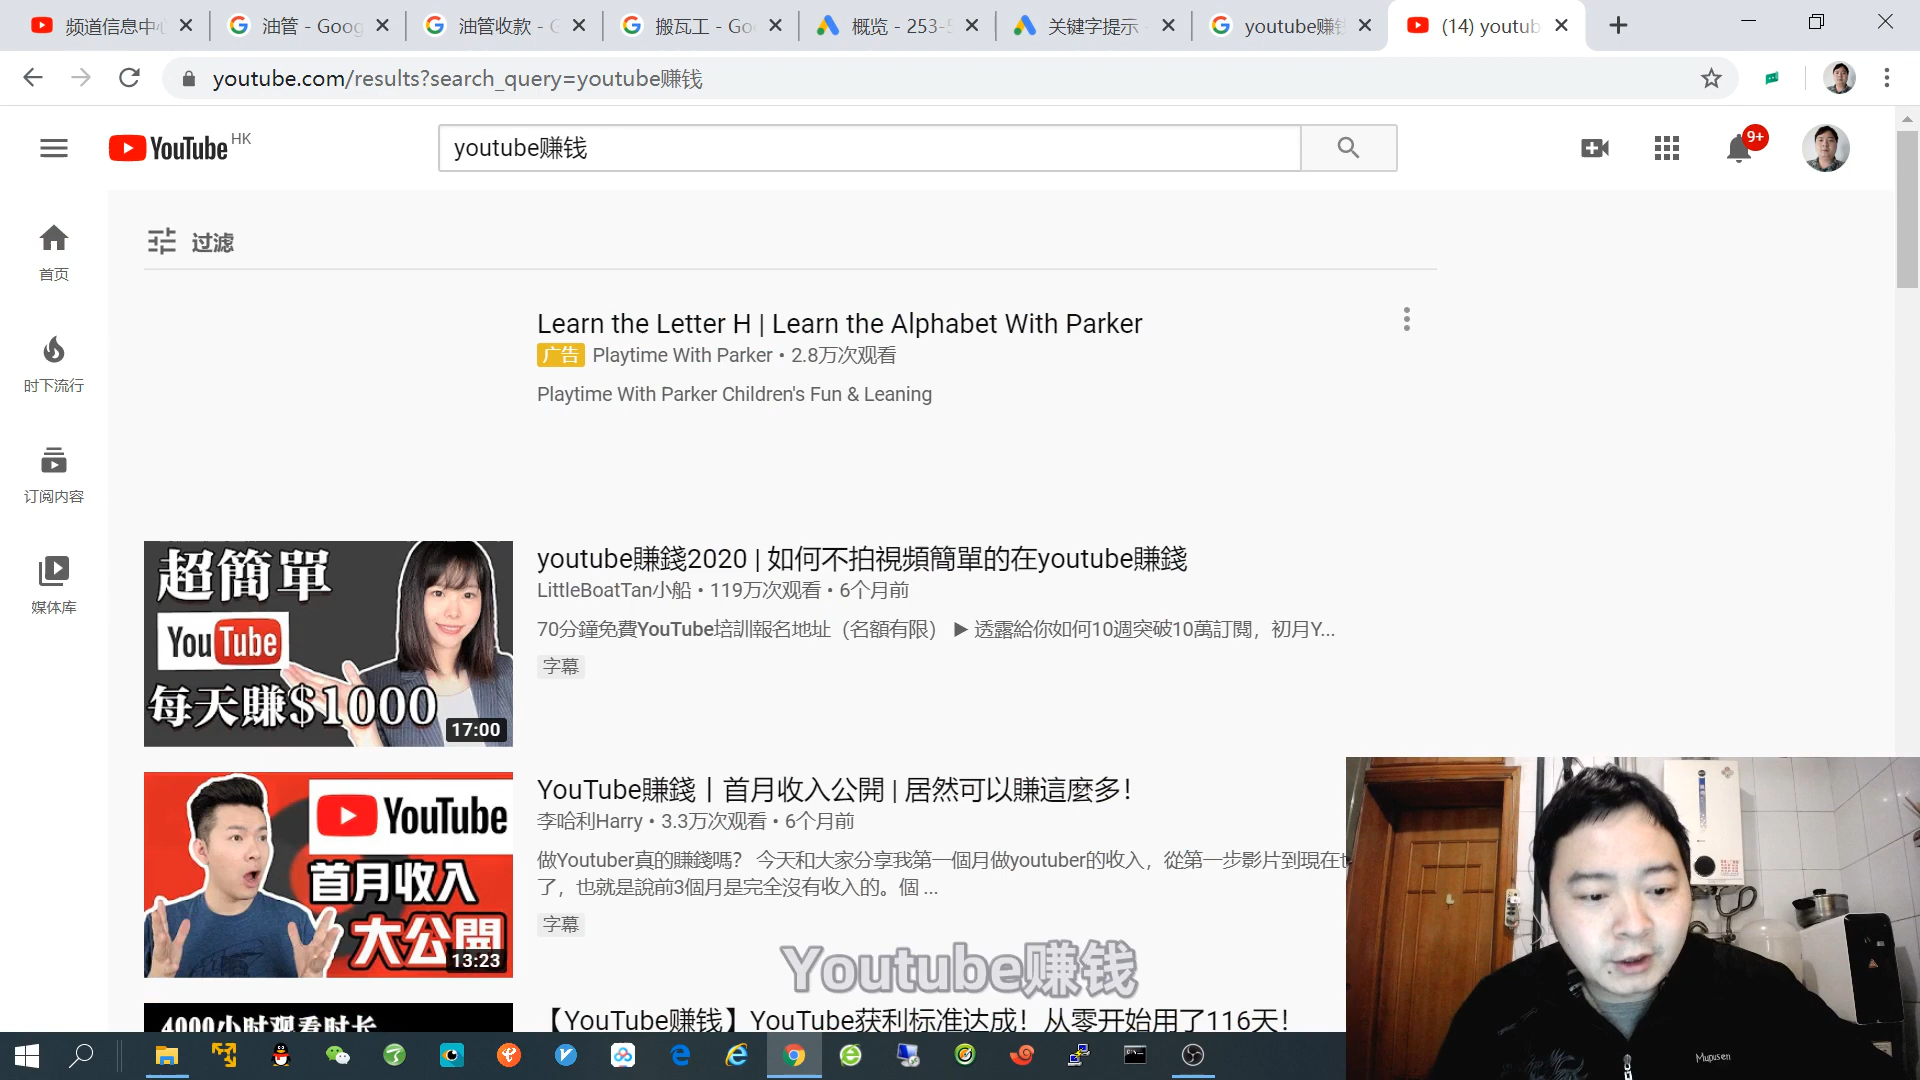 频道信息中心
油管 - Goog
油管收款 - G
搬瓦工 - Go
概览 - 253-5
关键字提示 -
youtube赚钱
(14) youtub
youtube.com/results?search_query=youtube赚钱
YouTube HK
youtube赚钱
9+
首页
时下流行
订阅内容
媒体库
过滤
Learn the Letter H | Learn the Alphabet With Parker
广告 Playtime With Parker • 2.8万次观看
Playtime With Parker Children's Fun & Leaning
超簡單
YouTube
每天賺$1000
17:00
youtube賺錢2020 | 如何不拍視頻簡單的在youtube賺錢
LittleBoatTan小船 • 119万次观看 • 6个月前
70分鐘免費YouTube培訓報名地址（名額有限） ▶ 透露給你如何10週突破10萬訂閱，初月Y...
字幕
YouTube
首月收入
大公開
13:23
YouTube賺錢丨首月收入公開 | 居然可以賺這麼多！
李哈利Harry • 3.3万次观看 • 6个月前
做Youtuber真的賺錢嗎？ 今天和大家分享我第一個月做youtuber的收入，從第一步影片到現在也
了，也就是說前3個月是完全沒有收入的。個 ...
字幕
Youtube赚钱
4000小时观看时长
【YouTube赚钱】YouTube获利标准达成！从零开始用了116天！
Mupusen